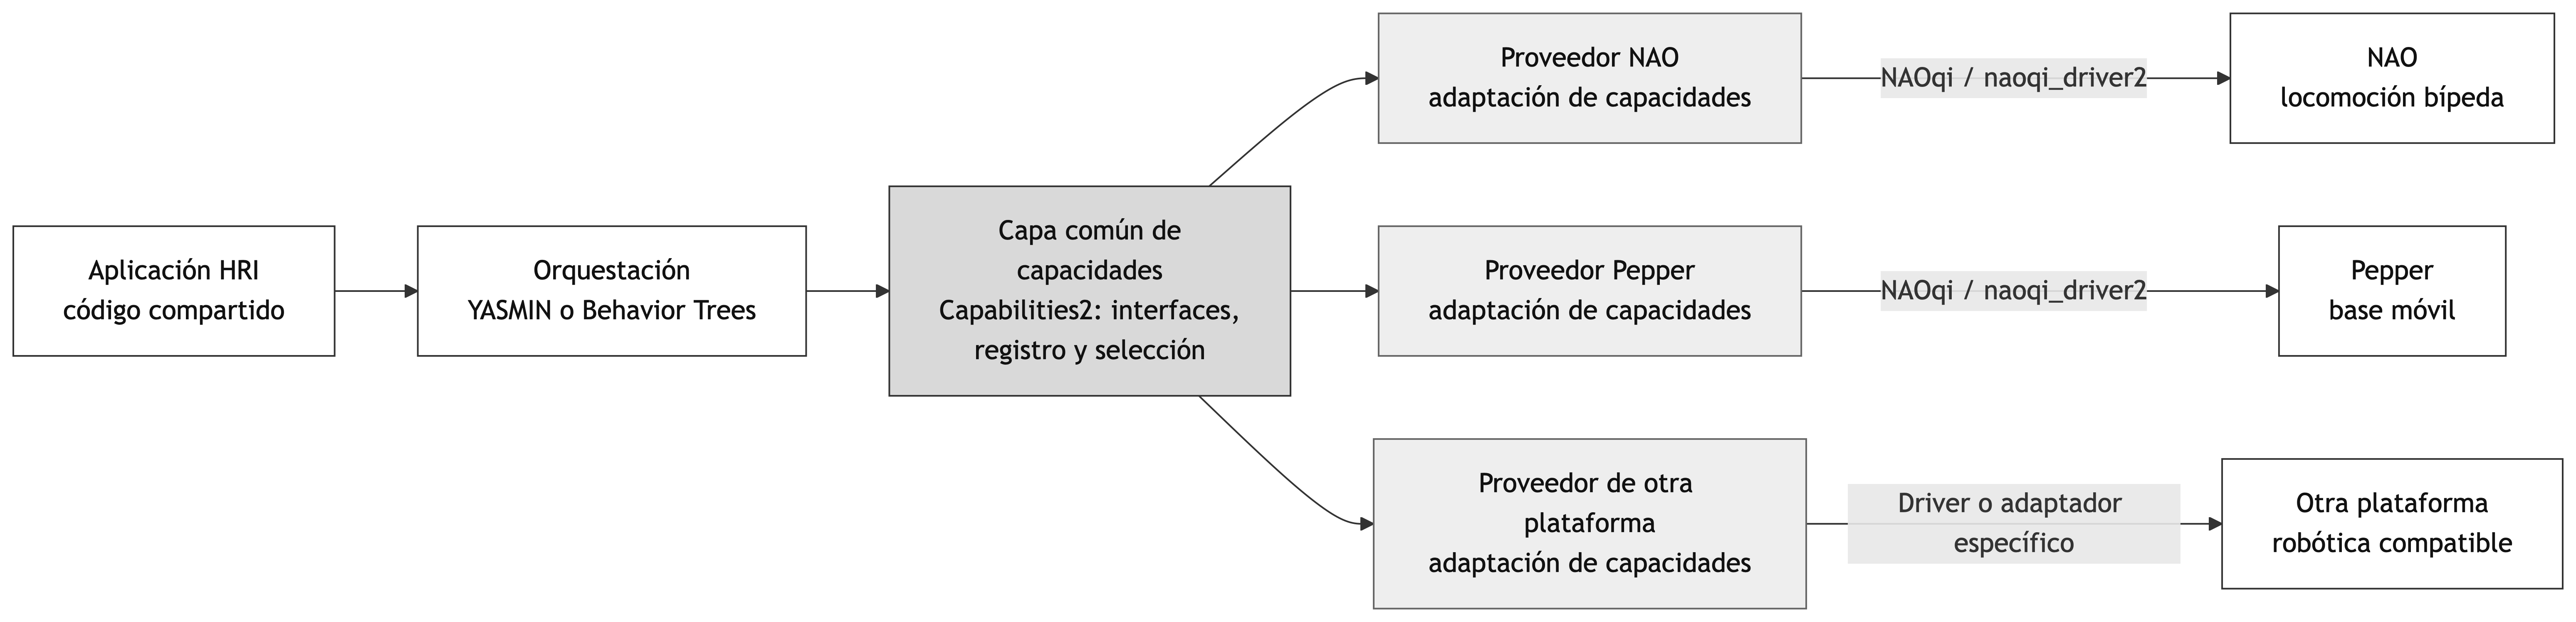 Aplicación HRI
código compartido
Orquestación
YASMIN o Behavior Trees
Capa común de
capacidades
Capabilities2: interfaces,
registro y selección
Proveedor NAO
adaptación de capacidades
NAOqi / naoqi_driver2
NAO
locomoción bípeda
Proveedor Pepper
adaptación de capacidades
NAOqi / naoqi_driver2
Pepper
base móvil
Proveedor de otra
plataforma
adaptación de capacidades
Driver o adaptador
específico
Otra plataforma
robótica compatible